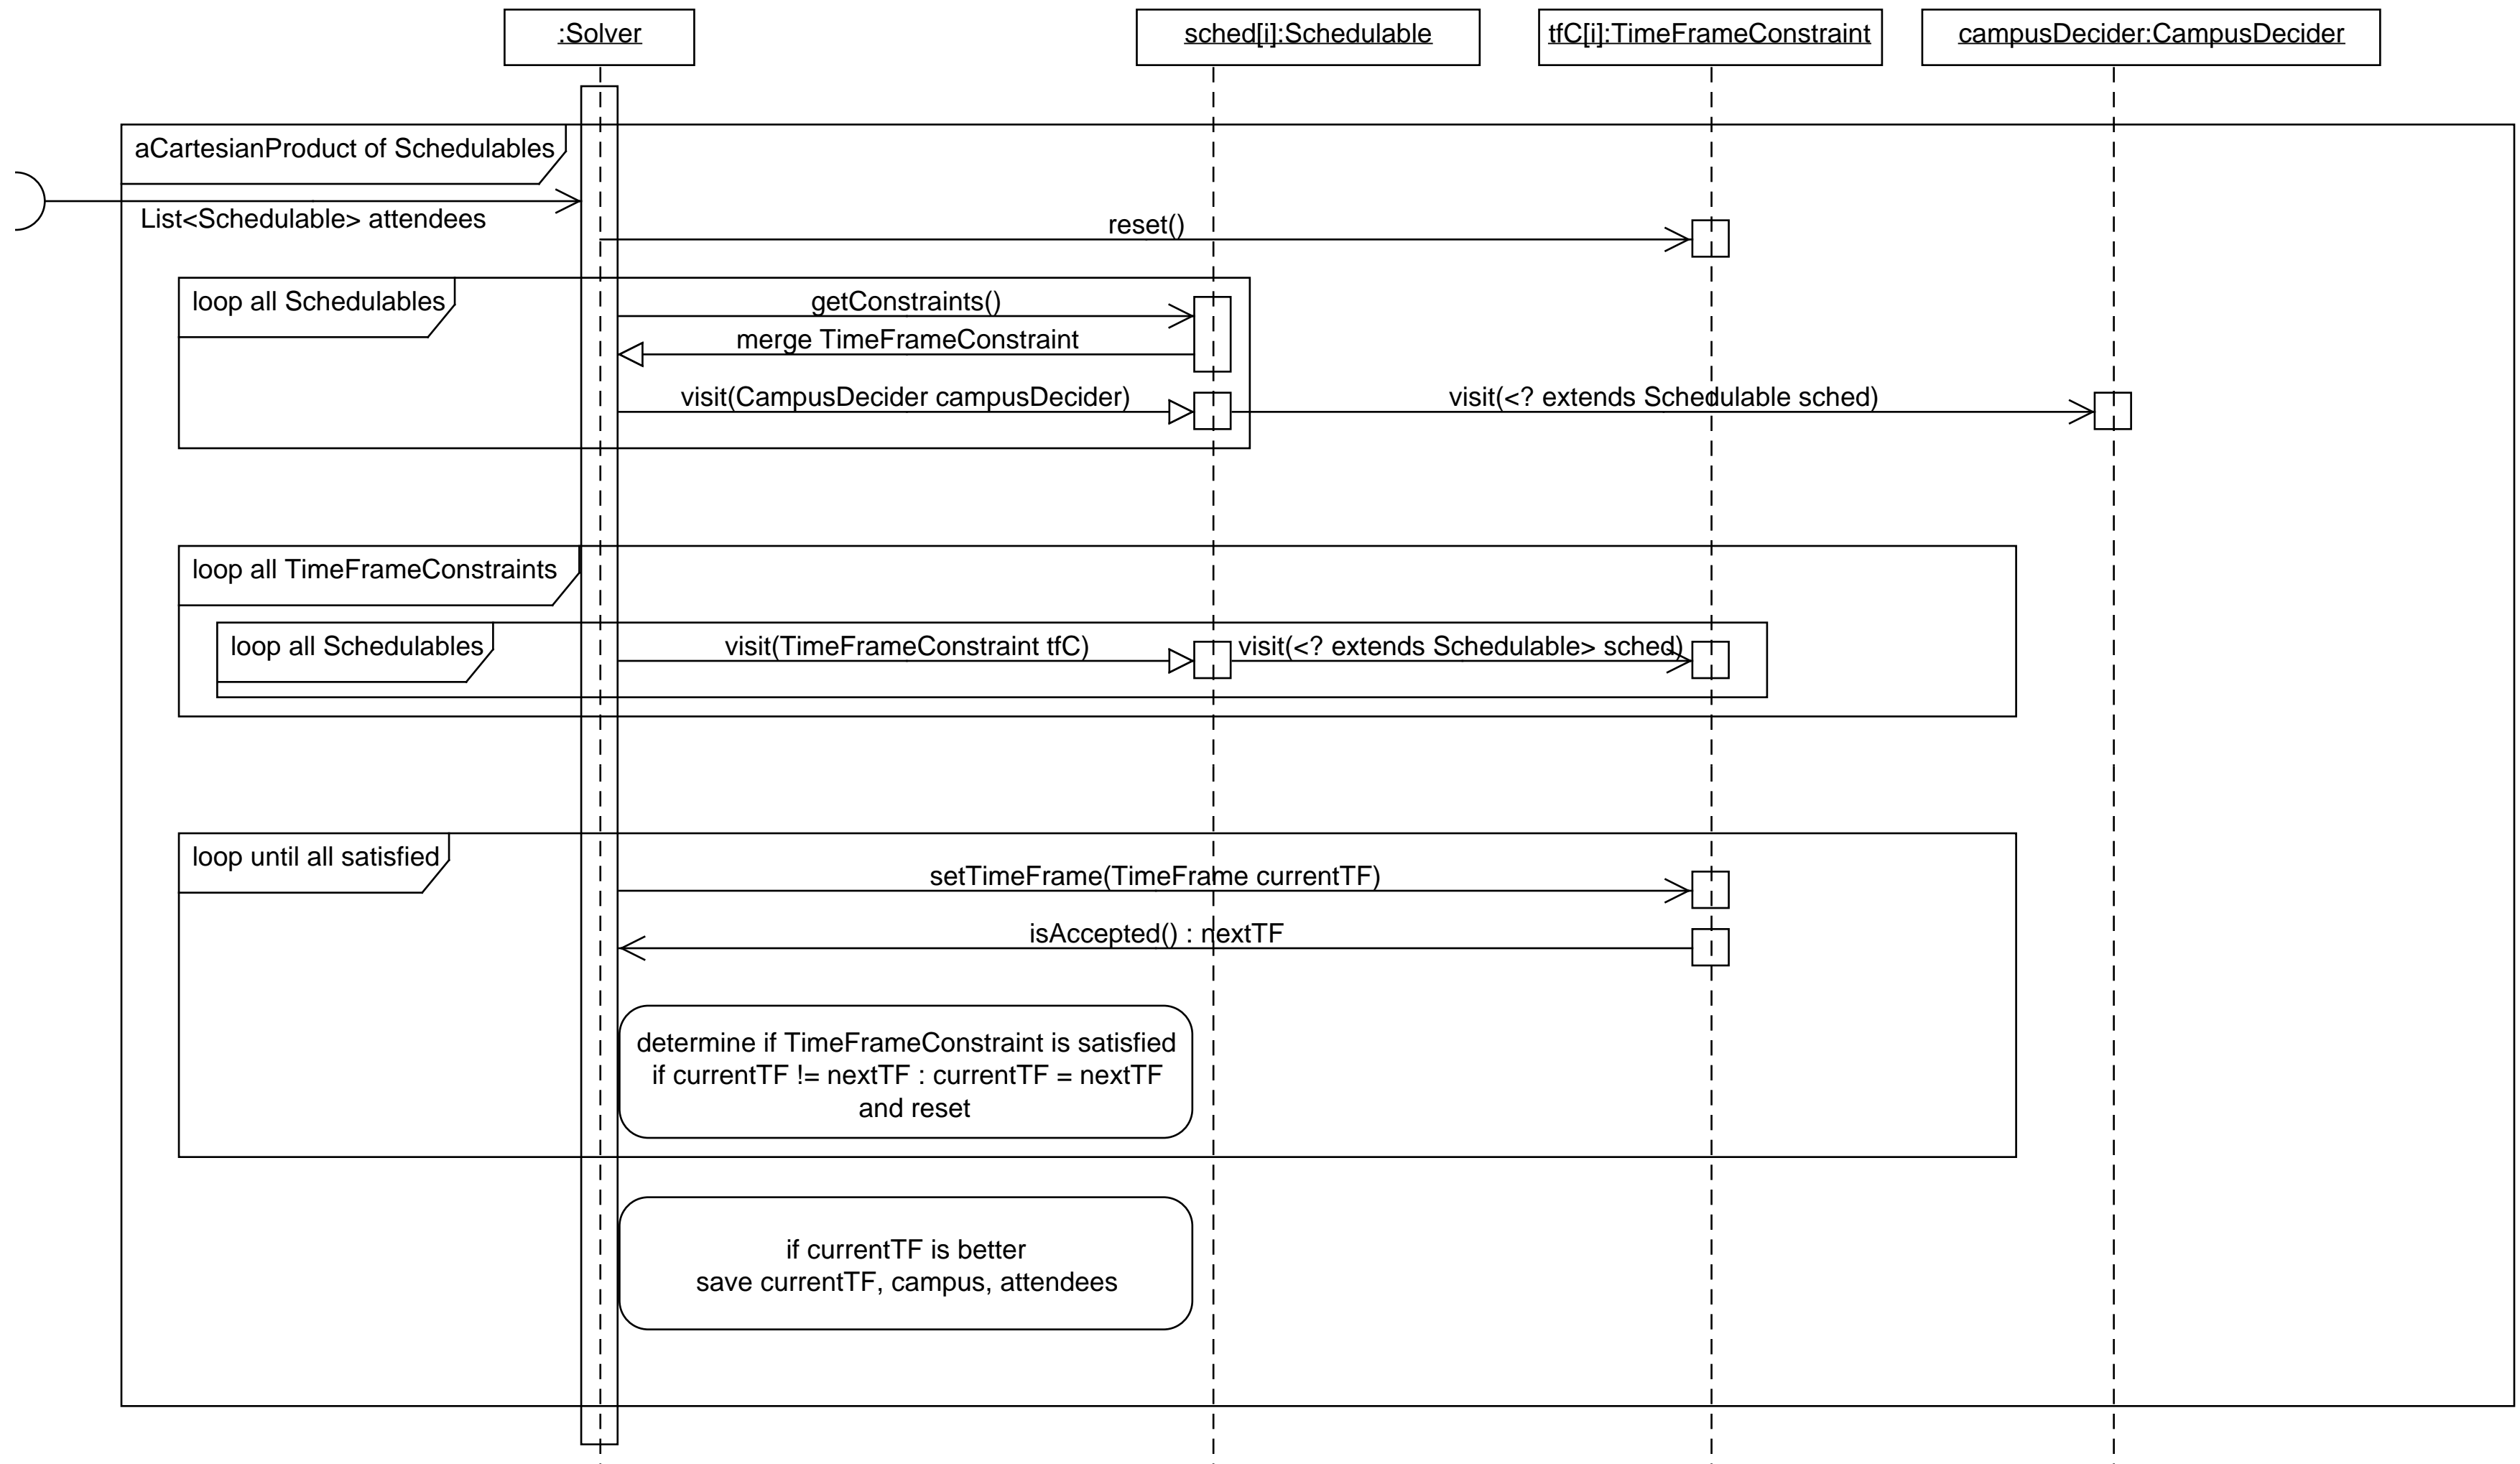 :Solver
sched[i]:Schedulable
tfC[i]:TimeFrameConstraint
campusDecider:CampusDecider
aCartesianProduct of Schedulables
List<Schedulable> attendees
reset()
loop all Schedulables
getConstraints()
merge TimeFrameConstraint
visit(CampusDecider campusDecider)
visit(<? extends Schedulable sched)
loop all TimeFrameConstraints
loop all Schedulables
visit(TimeFrameConstraint tfC)
visit(<? extends Schedulable> sched)
loop until all satisfied
setTimeFrame(TimeFrame currentTF)
isAccepted() : nextTF
determine if TimeFrameConstraint is satisfied
if currentTF != nextTF : currentTF = nextTF
and reset
if currentTF is better
save currentTF, campus, attendees